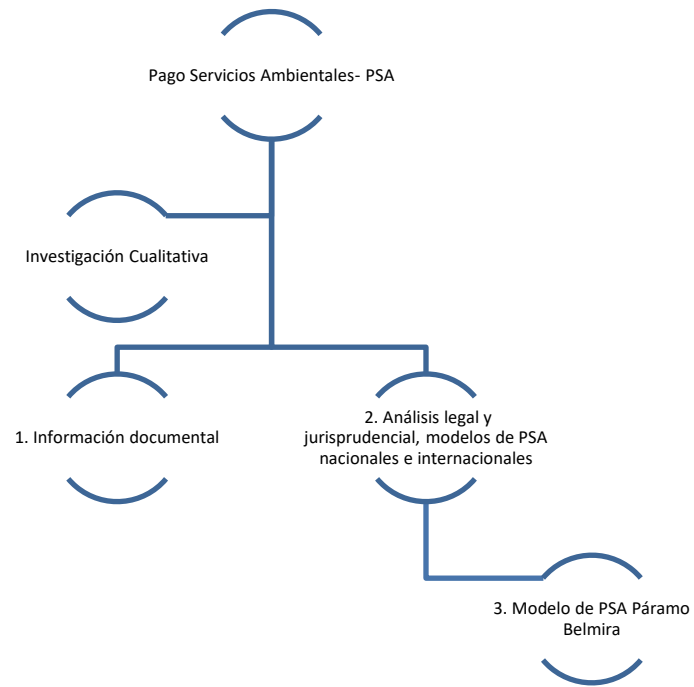 Pago Servicios Ambientales- PSA
Investigación Cualitativa
1. Información documental
2. Análisis legal y
jurisprudencial, modelos de PSA
nacionales e internacionales
3. Modelo de PSA Páramo
Belmira